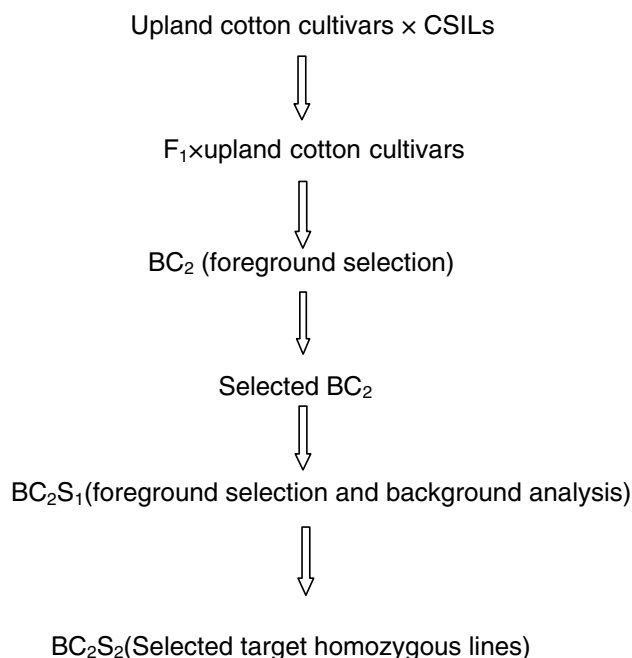 Upland cotton cultivars × CSILs
F₁×upland cotton cultivars
BC₂ (foreground selection)
Selected BC₂
BC₂S₁(foreground selection and background analysis)
BC₂S₂(Selected target homozygous lines)